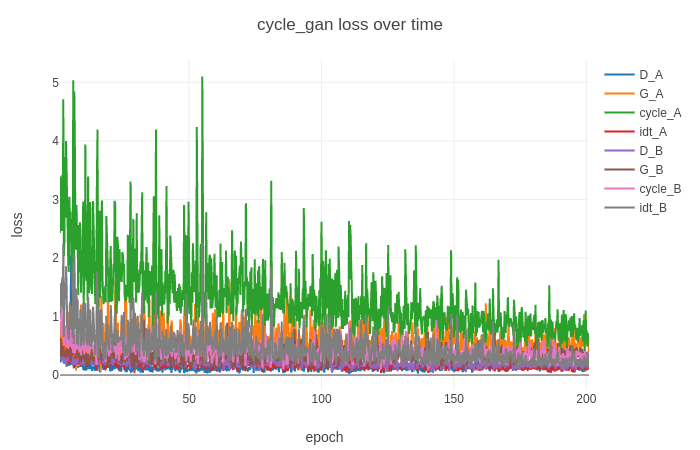 cycle_gan loss over time
5
4
3
2
1
0
loss
50
100
150
200
epoch
D_A
G_A
cycle_A
idt_A
D_B
G_B
cycle_B
idt_B